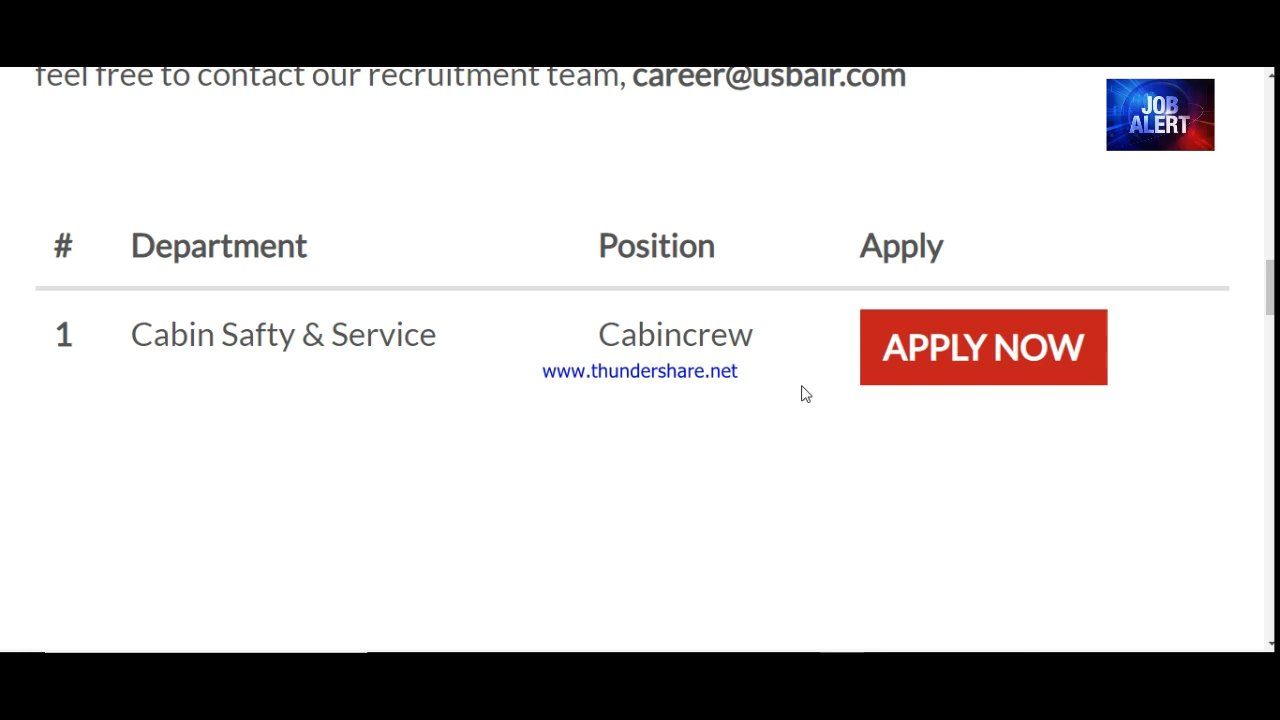 feel free to contact our recruitment team, career@usbair.com
JOB
ALERT
# Department Position Apply
1 Cabin Safty & Service Cabincrew APPLY NOW
www.thundershare.net